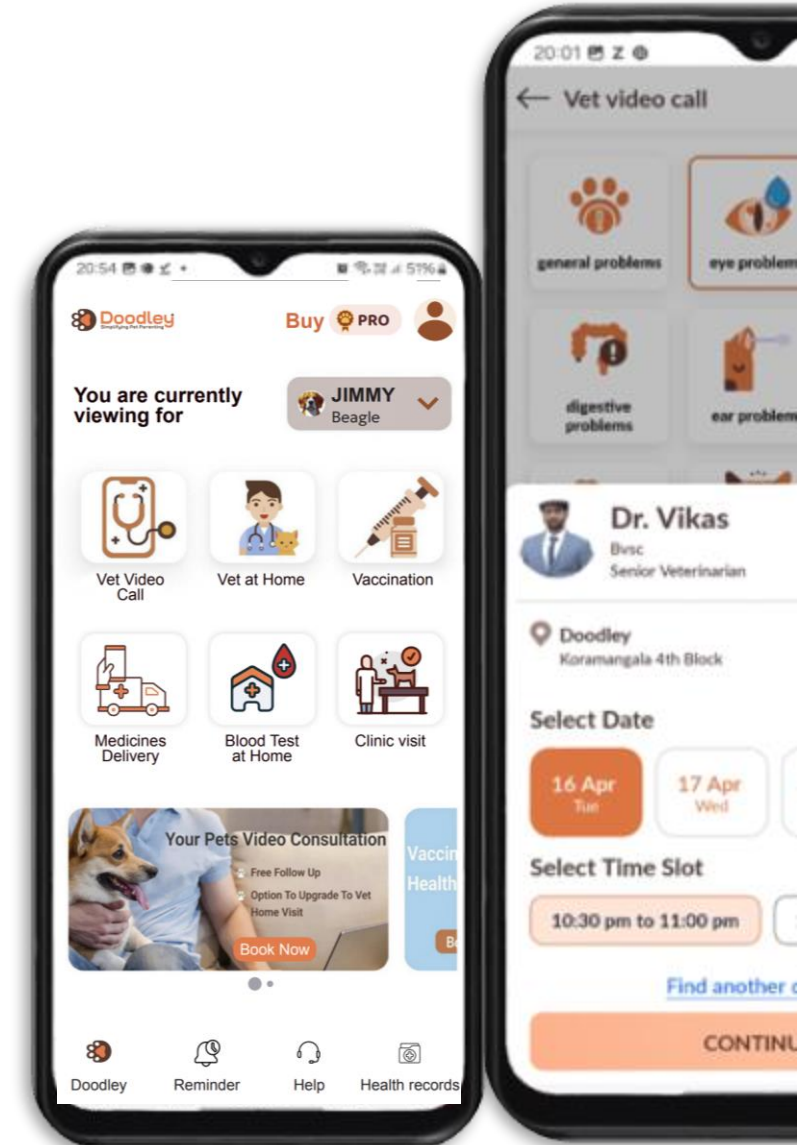 20:54
51%
Doodley
Simplifying Pet Parenting
Buy PRO
You are currently
viewing for
JIMMY
Beagle
Vet Video
Call
Vet at Home
Vaccination
Medicines
Delivery
Blood Test
at Home
Clinic visit
Your Pets Video Consultation
Free Follow Up
Option To Upgrade To Vet
Home Visit
Book Now
Vaccin
Health
B
Doodley
Reminder
Help
Health records
20:01
← Vet video call
general problems
eye problem
digestive
problems
ear problem
Dr. Vikas
Bvsc
Senior Veterinarian
Doodley
Koramangala 4th Block
Select Date
16 Apr
Tue
17 Apr
Wed
Select Time Slot
10:30 pm to 11:00 pm
Find another
CONTINU